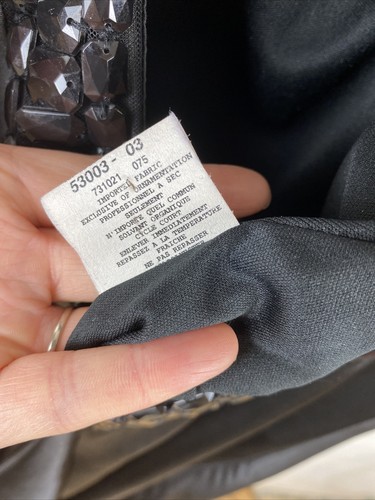 53003 - 03
731021 075
IMPORTED FABRIC
EXCLUSIVE OF ORNAMENTATION
PROFESSIONNEL A SEC
SEULEMENT
N'IMPORTE QUEL COMMUN
SOLVANT ORGANIQUE
CYCLE COURT
ENLEVER IMMEDIATEMENT
REPASSEZ A LA TEMPERATURE
FRAICHE
NE PAS REPASSER